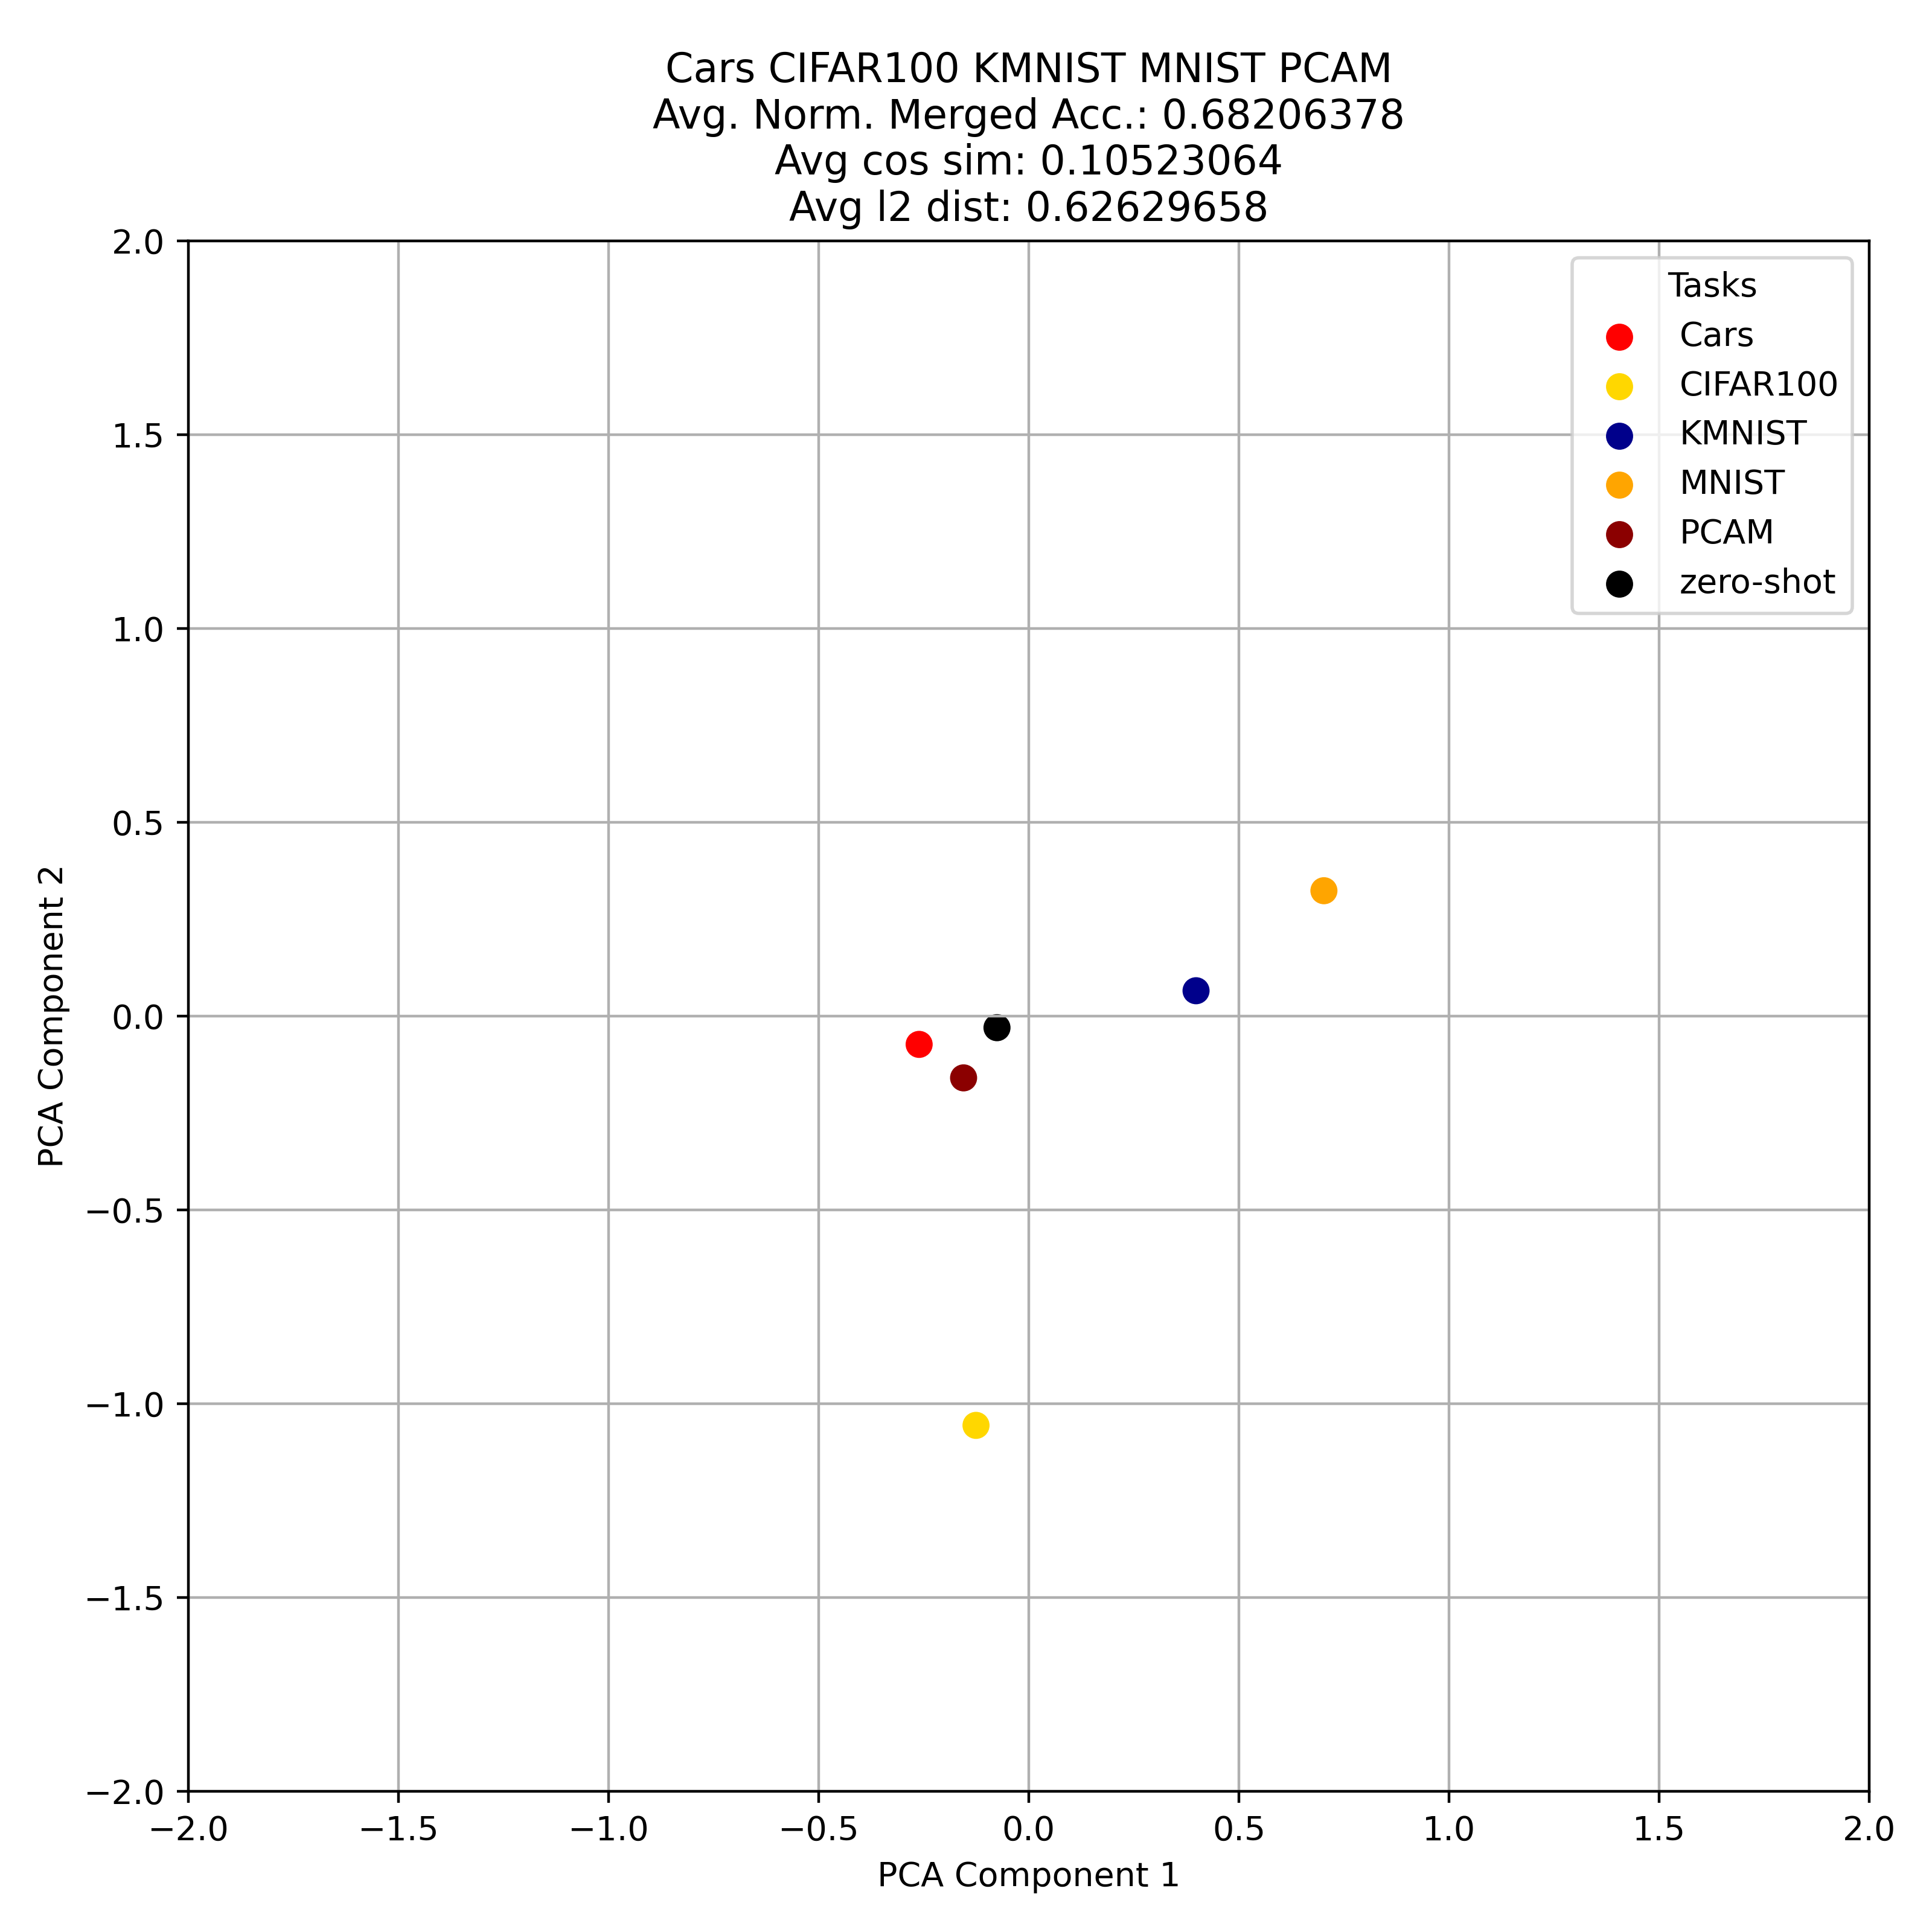 Cars CIFAR100 KMNIST MNIST PCAM
Avg. Norm. Merged Acc.: 0.68206378
Avg cos sim: 0.10523064
Avg l2 dist: 0.62629658
Tasks
Cars
CIFAR100
KMNIST
MNIST
PCAM
zero-shot
2.0
1.5
1.0
0.5
0.0
−0.5
−1.0
−1.5
−2.0
PCA Component 2
−2.0 −1.5 −1.0 −0.5 0.0 0.5 1.0 1.5 2.0
PCA Component 1